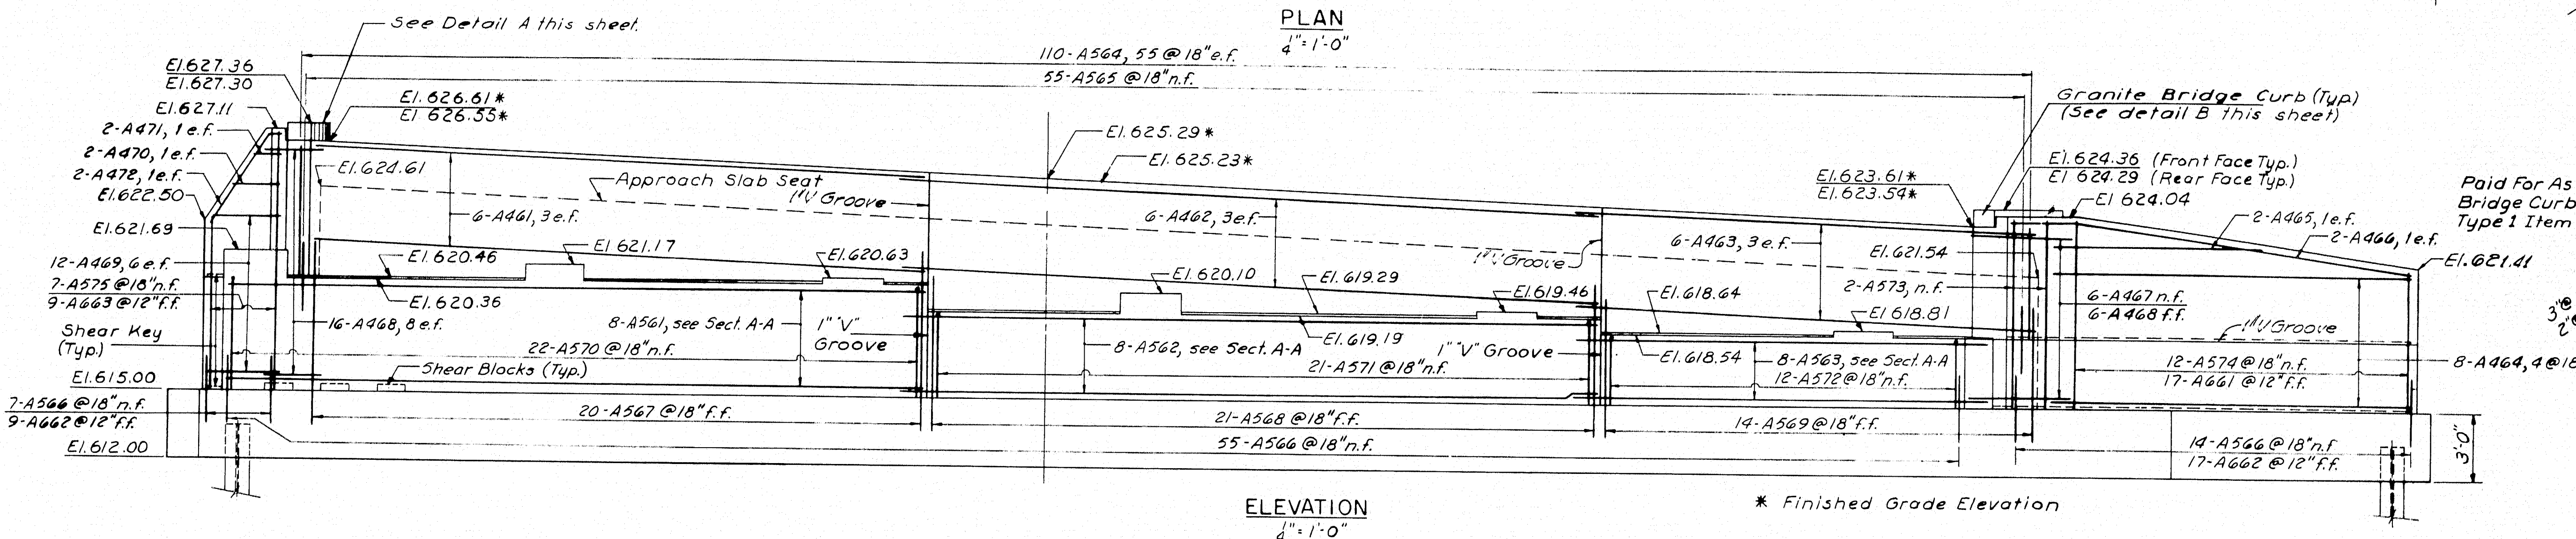 PLAN
1/4" = 1'-0"
See Detail A this sheet.
110-A564, 55 @ 18" e.f.
55-A565 @ 18" n.f.
El. 627.36
El. 627.30
El. 627.11
2-A471, 1 e.f.
2-A470, 1 e.f.
2-A472, 1 e.f.
El. 622.50
El. 621.69
12-A469, 6 e.f.
7-A575 @ 18" n.f.
9-A663 @ 12" f.f.
Shear Key
(Typ.)
El. 615.00
7-A566 @ 18" n.f.
9-A662 @ 12" f.f.
El. 612.00
El. 626.61 *
El 626.55 *
El. 624.61
Approach Slab Seat
1" V Groove
6-A461, 3 e.f.
El. 621.17
El. 620.46
El. 620.63
El. 620.36
16-A468, 8 e.f.
8-A561, see Sect. A-A
1" "V"
Groove
22-A570 @ 18" n.f.
Shear Blocks (Typ.)
20-A567 @ 18" f.f.
El. 625.29 *
El. 625.23 *
6-A462, 3 e.f.
El. 620.10
El. 619.29
El. 619.46
El. 619.19
8-A562, see Sect. A-A
1" "V" Groove
21-A571 @ 18" n.f.
21-A568 @ 18" f.f.
55-A566 @ 18" n.f.
Granite Bridge Curb (Typ.)
(See detail B this sheet)
El. 623.61 *
El. 623.54 *
El. 624.36 (Front Face Typ.)
El 624.29 (Rear Face Typ.)
El 624.04
1" V Groove
6-A463, 3 e.f.
El. 621.54
2-A573, n.f.
El. 618.64
El. 618.81
El. 618.54
8-A563, see Sect. A-A
12-A572 @ 18" n.f.
14-A569 @ 18" f.f.
2-A465, 1 e.f.
2-A466, 1 e.f.
El. 621.41
6-A467 n.f.
6-A468 f.f.
1" V Groove
12-A574 @ 18" n.f.
17-A661 @ 12" f.f.
14-A566 @ 18" n.f
17-A662 @ 12" f.f.
3'-0"
Paid For As
Bridge Curb
Type 1 Item
3" @
2" @
8-A464, 4 @ 18
ELEVATION
1/4" = 1'-0"
* Finished Grade Elevation